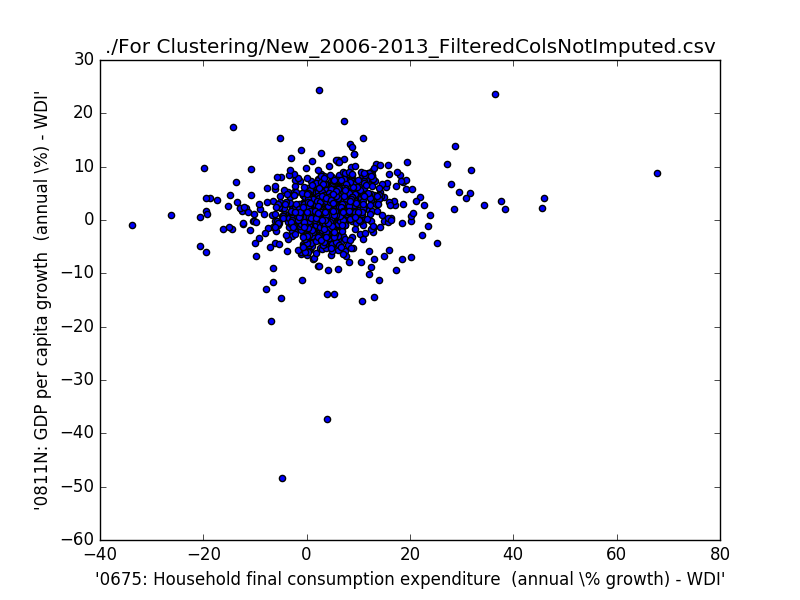 ./For Clustering/New_2006-2013_FilteredColsNotImputed.csv
30
20
10
0
−10
−20
−30
−40
−50
−60
'0811N: GDP per capita growth  (annual \%) - WDI'
−40 −20 0 20 40 60 80
'0675: Household final consumption expenditure  (annual \% growth) - WDI'